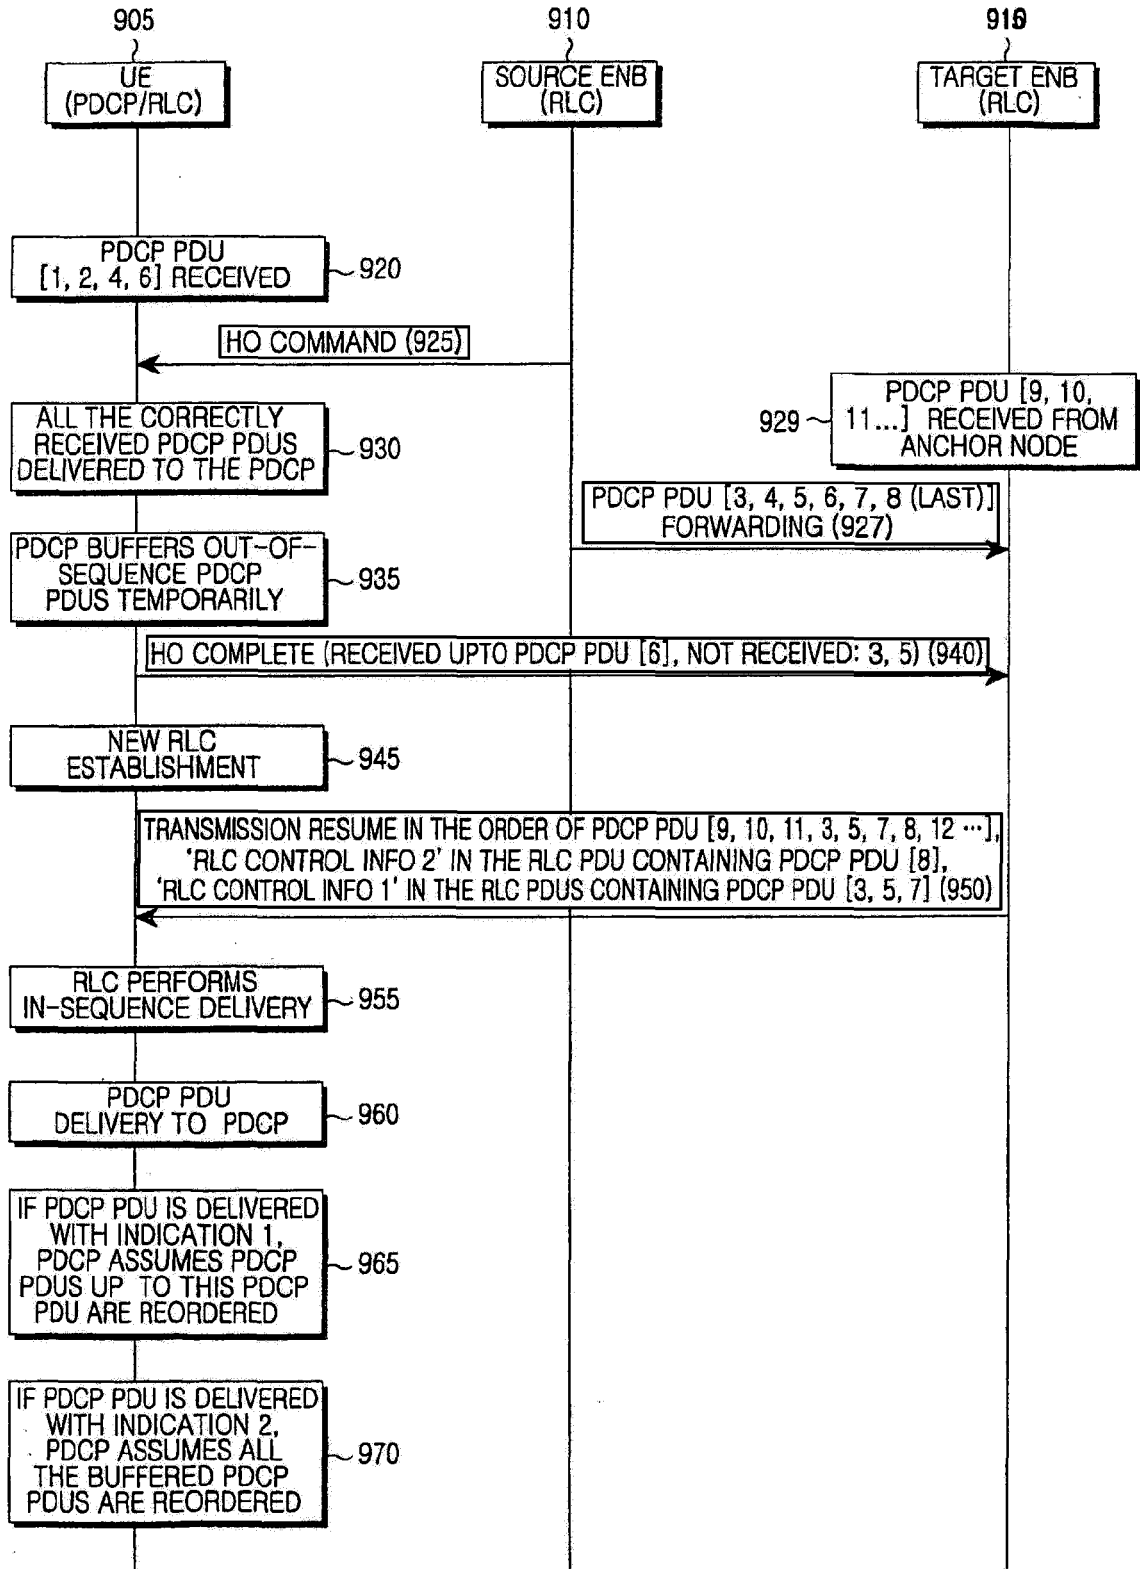 905
910
UE
(PDCP/RLC)
SOURCE ENB
(RLC)
TARGET ENB
(RLC)
PDCP PDU
[1, 2, 4, 6] RECEIVED
920
HO COMMAND (925)
PDCP PDU [9, 10,
11...] RECEIVED FROM
ANCHOR NODE
929
ALL THE CORRECTLY
RECEIVED PDCP PDUS
DELIVERED TO THE PDCP
930
PDCP PDU [3, 4, 5, 6, 7, 8 (LAST)]
FORWARDING (927)
PDCP BUFFERS OUT-OF-
SEQUENCE PDCP
PDUS TEMPORARILY
935
HO COMPLETE (RECEIVED UPTO PDCP PDU [6], NOT RECEIVED: 3, 5) (940)
NEW RLC
ESTABLISHMENT
945
TRANSMISSION RESUME IN THE ORDER OF PDCP PDU [9, 10, 11, 3, 5, 7, 8, 12 ...],
'RLC CONTROL INFO 2' IN THE RLC PDU CONTAINING PDCP PDU [8],
'RLC CONTROL INFO 1' IN THE RLC PDUS CONTAINING PDCP PDU [3, 5, 7] (950)
RLC PERFORMS
IN-SEQUENCE DELIVERY
955
PDCP PDU
DELIVERY TO PDCP
960
IF PDCP PDU IS DELIVERED
WITH INDICATION 1,
PDCP ASSUMES PDCP
PDUS UP TO THIS PDCP
PDU ARE REORDERED
965
IF PDCP PDU IS DELIVERED
WITH INDICATION 2,
PDCP ASSUMES ALL
THE BUFFERED PDCP
PDUS ARE REORDERED
970